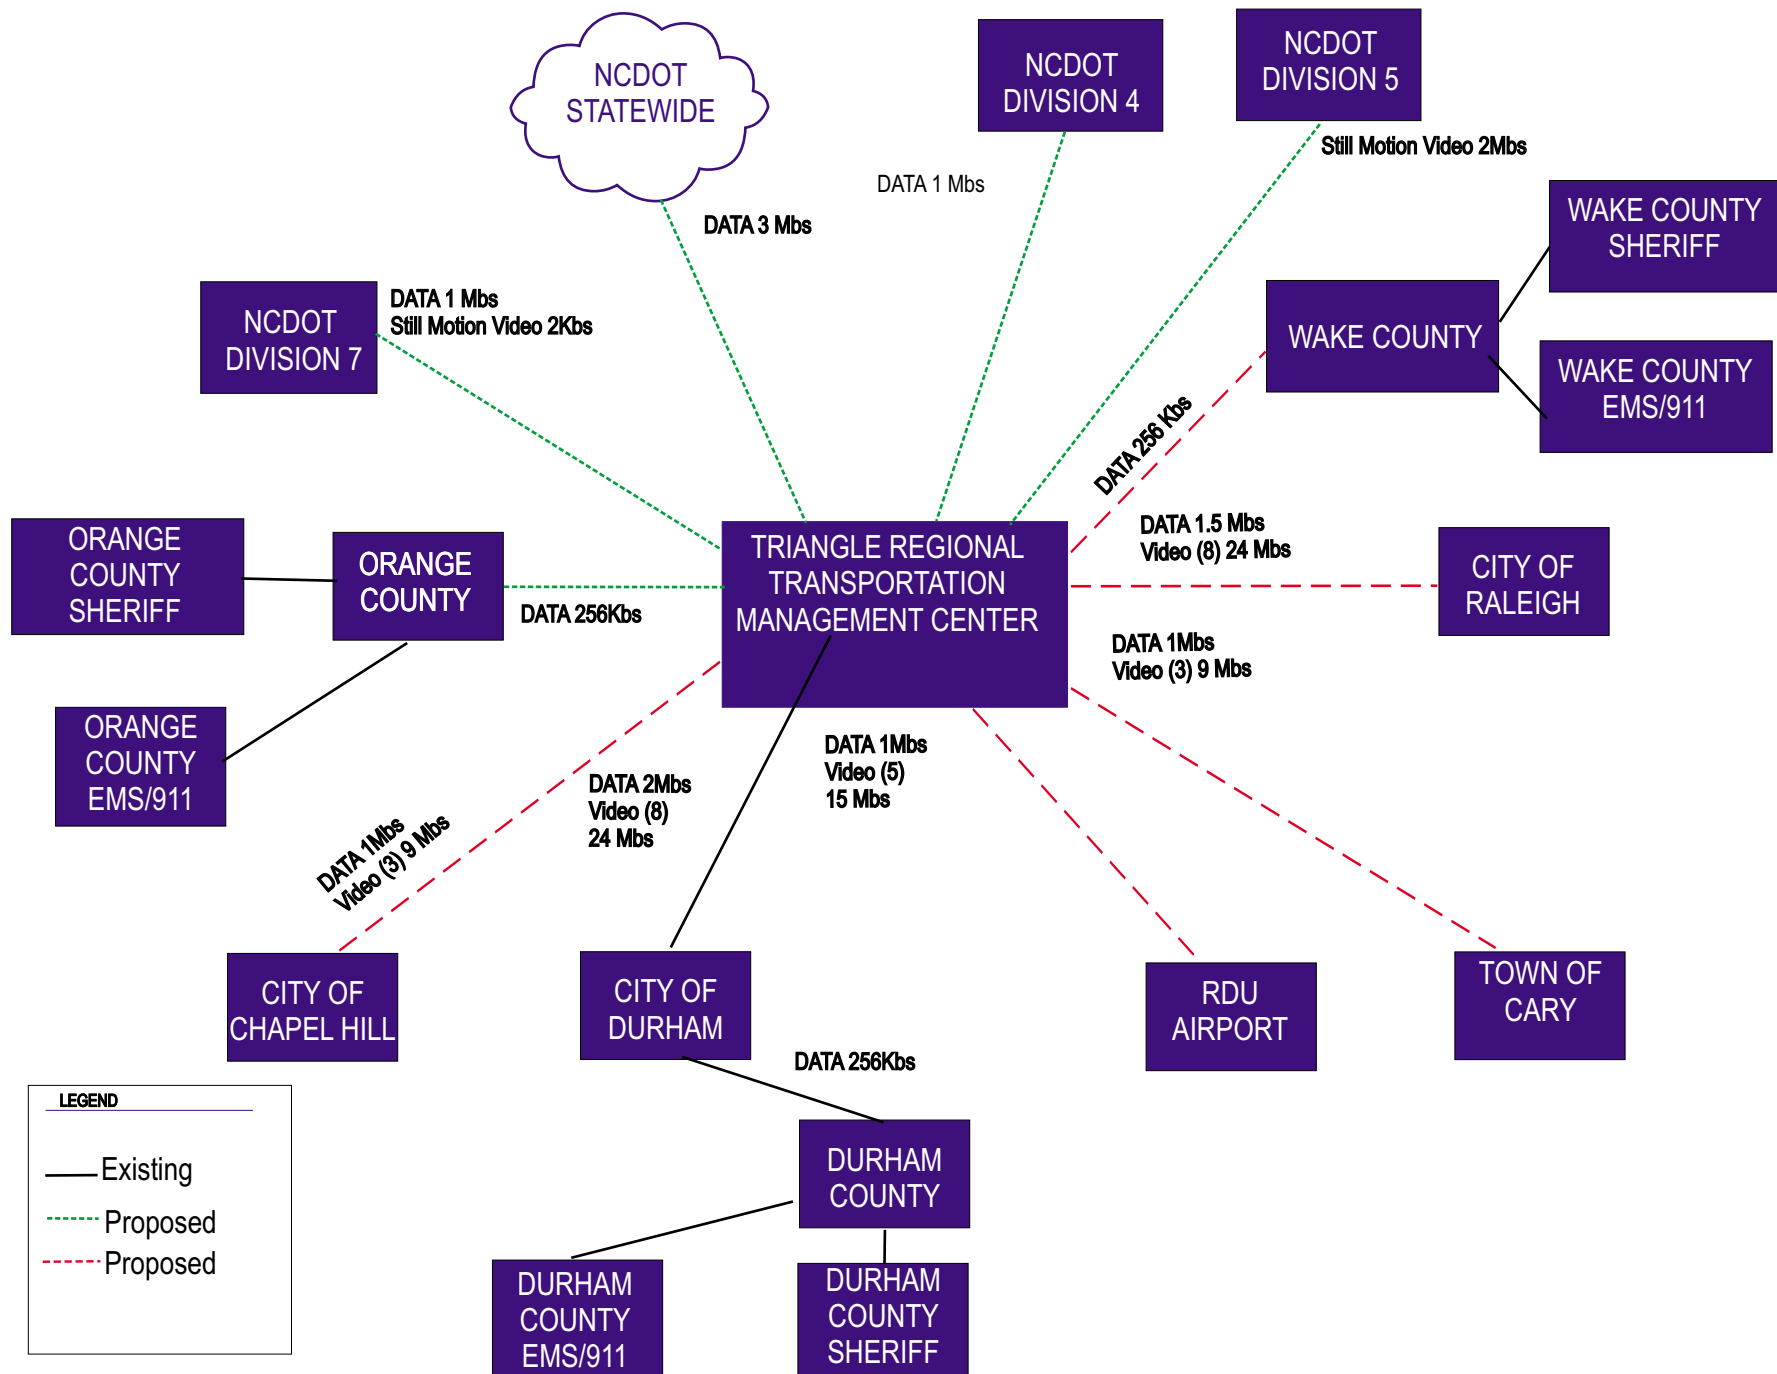 NCDOT
STATEWIDE
NCDOT
DIVISION 4
NCDOT
DIVISION 5
Still Motion Video 2Mbs
DATA 1 Mbs
DATA 3 Mbs
WAKE COUNTY
SHERIFF
NCDOT
DIVISION 7
DATA 1 Mbs
Still Motion Video 2Kbs
WAKE COUNTY
WAKE COUNTY
EMS/911
DATA 256 Kbs
ORANGE
COUNTY
SHERIFF
ORANGE
COUNTY
DATA 256Kbs
TRIANGLE REGIONAL
TRANSPORTATION
MANAGEMENT CENTER
DATA 1.5 Mbs
Video (8) 24 Mbs
CITY OF
RALEIGH
DATA 1Mbs
Video (3) 9 Mbs
ORANGE
COUNTY
EMS/911
DATA 1Mbs
Video (3) 9 Mbs
DATA 2Mbs
Video (8)
24 Mbs
DATA 1Mbs
Video (5)
15 Mbs
CITY OF
CHAPEL HILL
CITY OF
DURHAM
RDU
AIRPORT
TOWN OF
CARY
DATA 256Kbs
LEGEND
Existing
Proposed
Proposed
DURHAM
COUNTY
DURHAM
COUNTY
EMS/911
DURHAM
COUNTY
SHERIFF